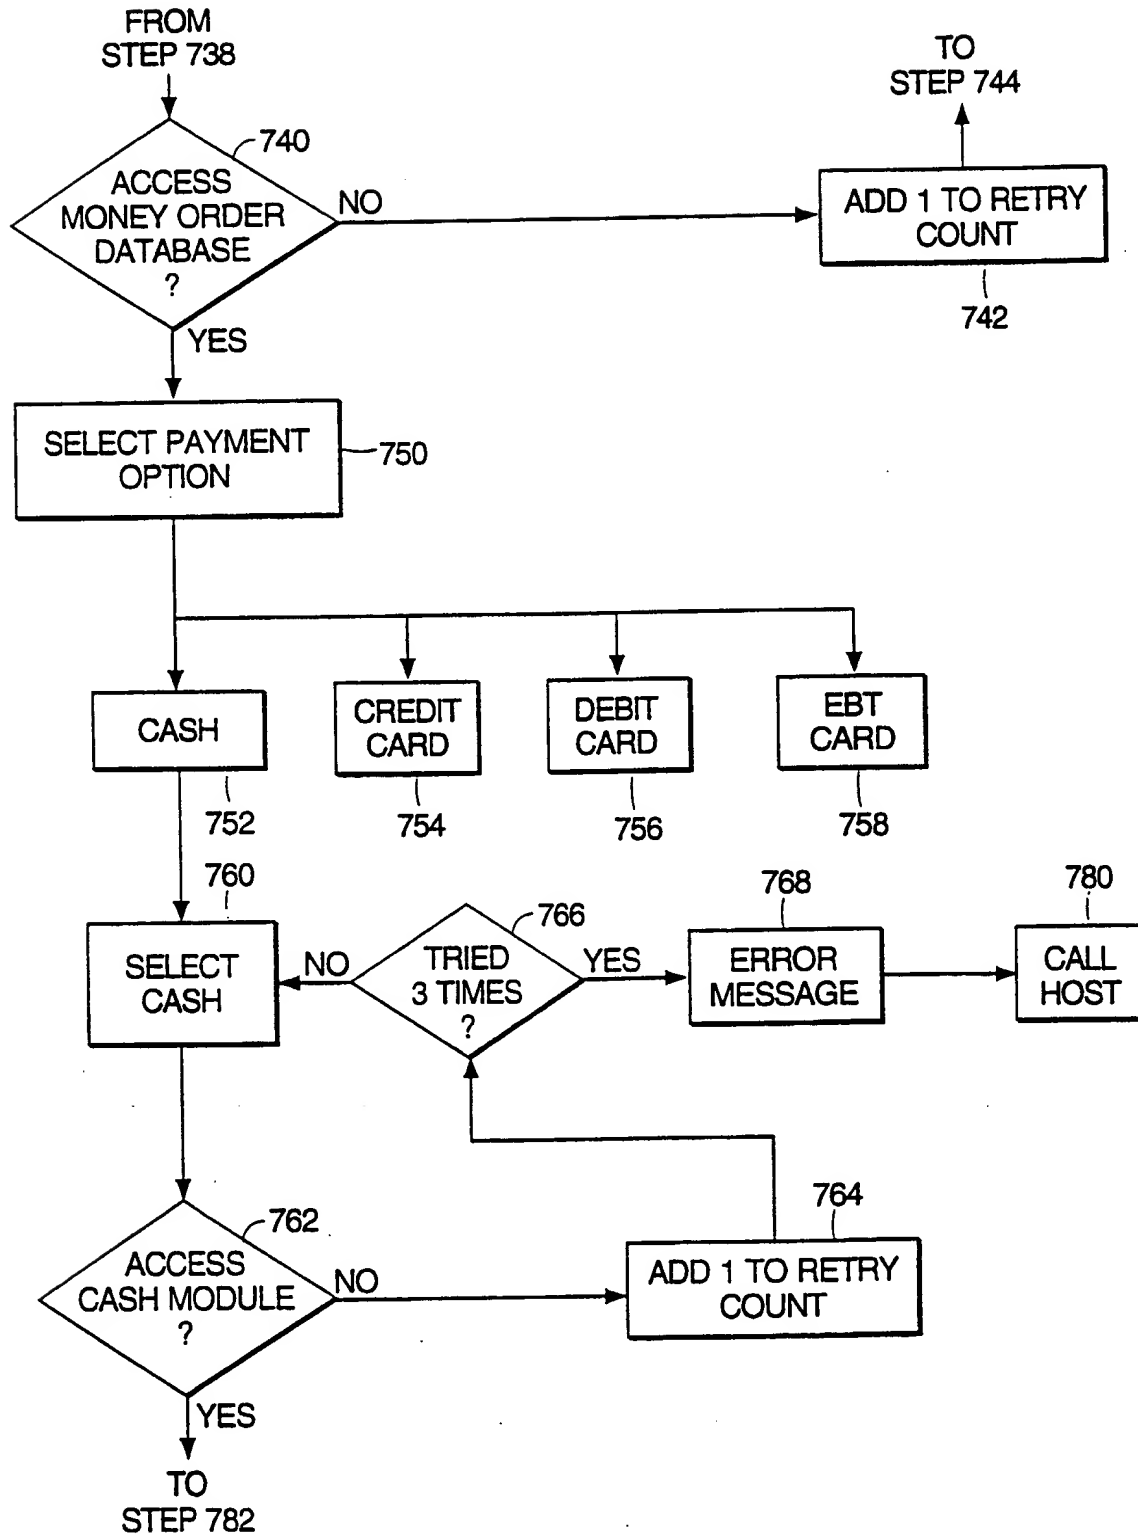 FROM
STEP 738
TO
STEP 744
740
ACCESS
MONEY ORDER
DATABASE
?
NO
ADD 1 TO RETRY
COUNT
742
YES
SELECT PAYMENT
OPTION
750
CASH
752
CREDIT
CARD
754
DEBIT
CARD
756
EBT
CARD
758
760
SELECT
CASH
NO
766
TRIED
3 TIMES
?
YES
768
ERROR
MESSAGE
780
CALL
HOST
762
ACCESS
CASH MODULE
?
NO
764
ADD 1 TO RETRY
COUNT
YES
TO
STEP 782